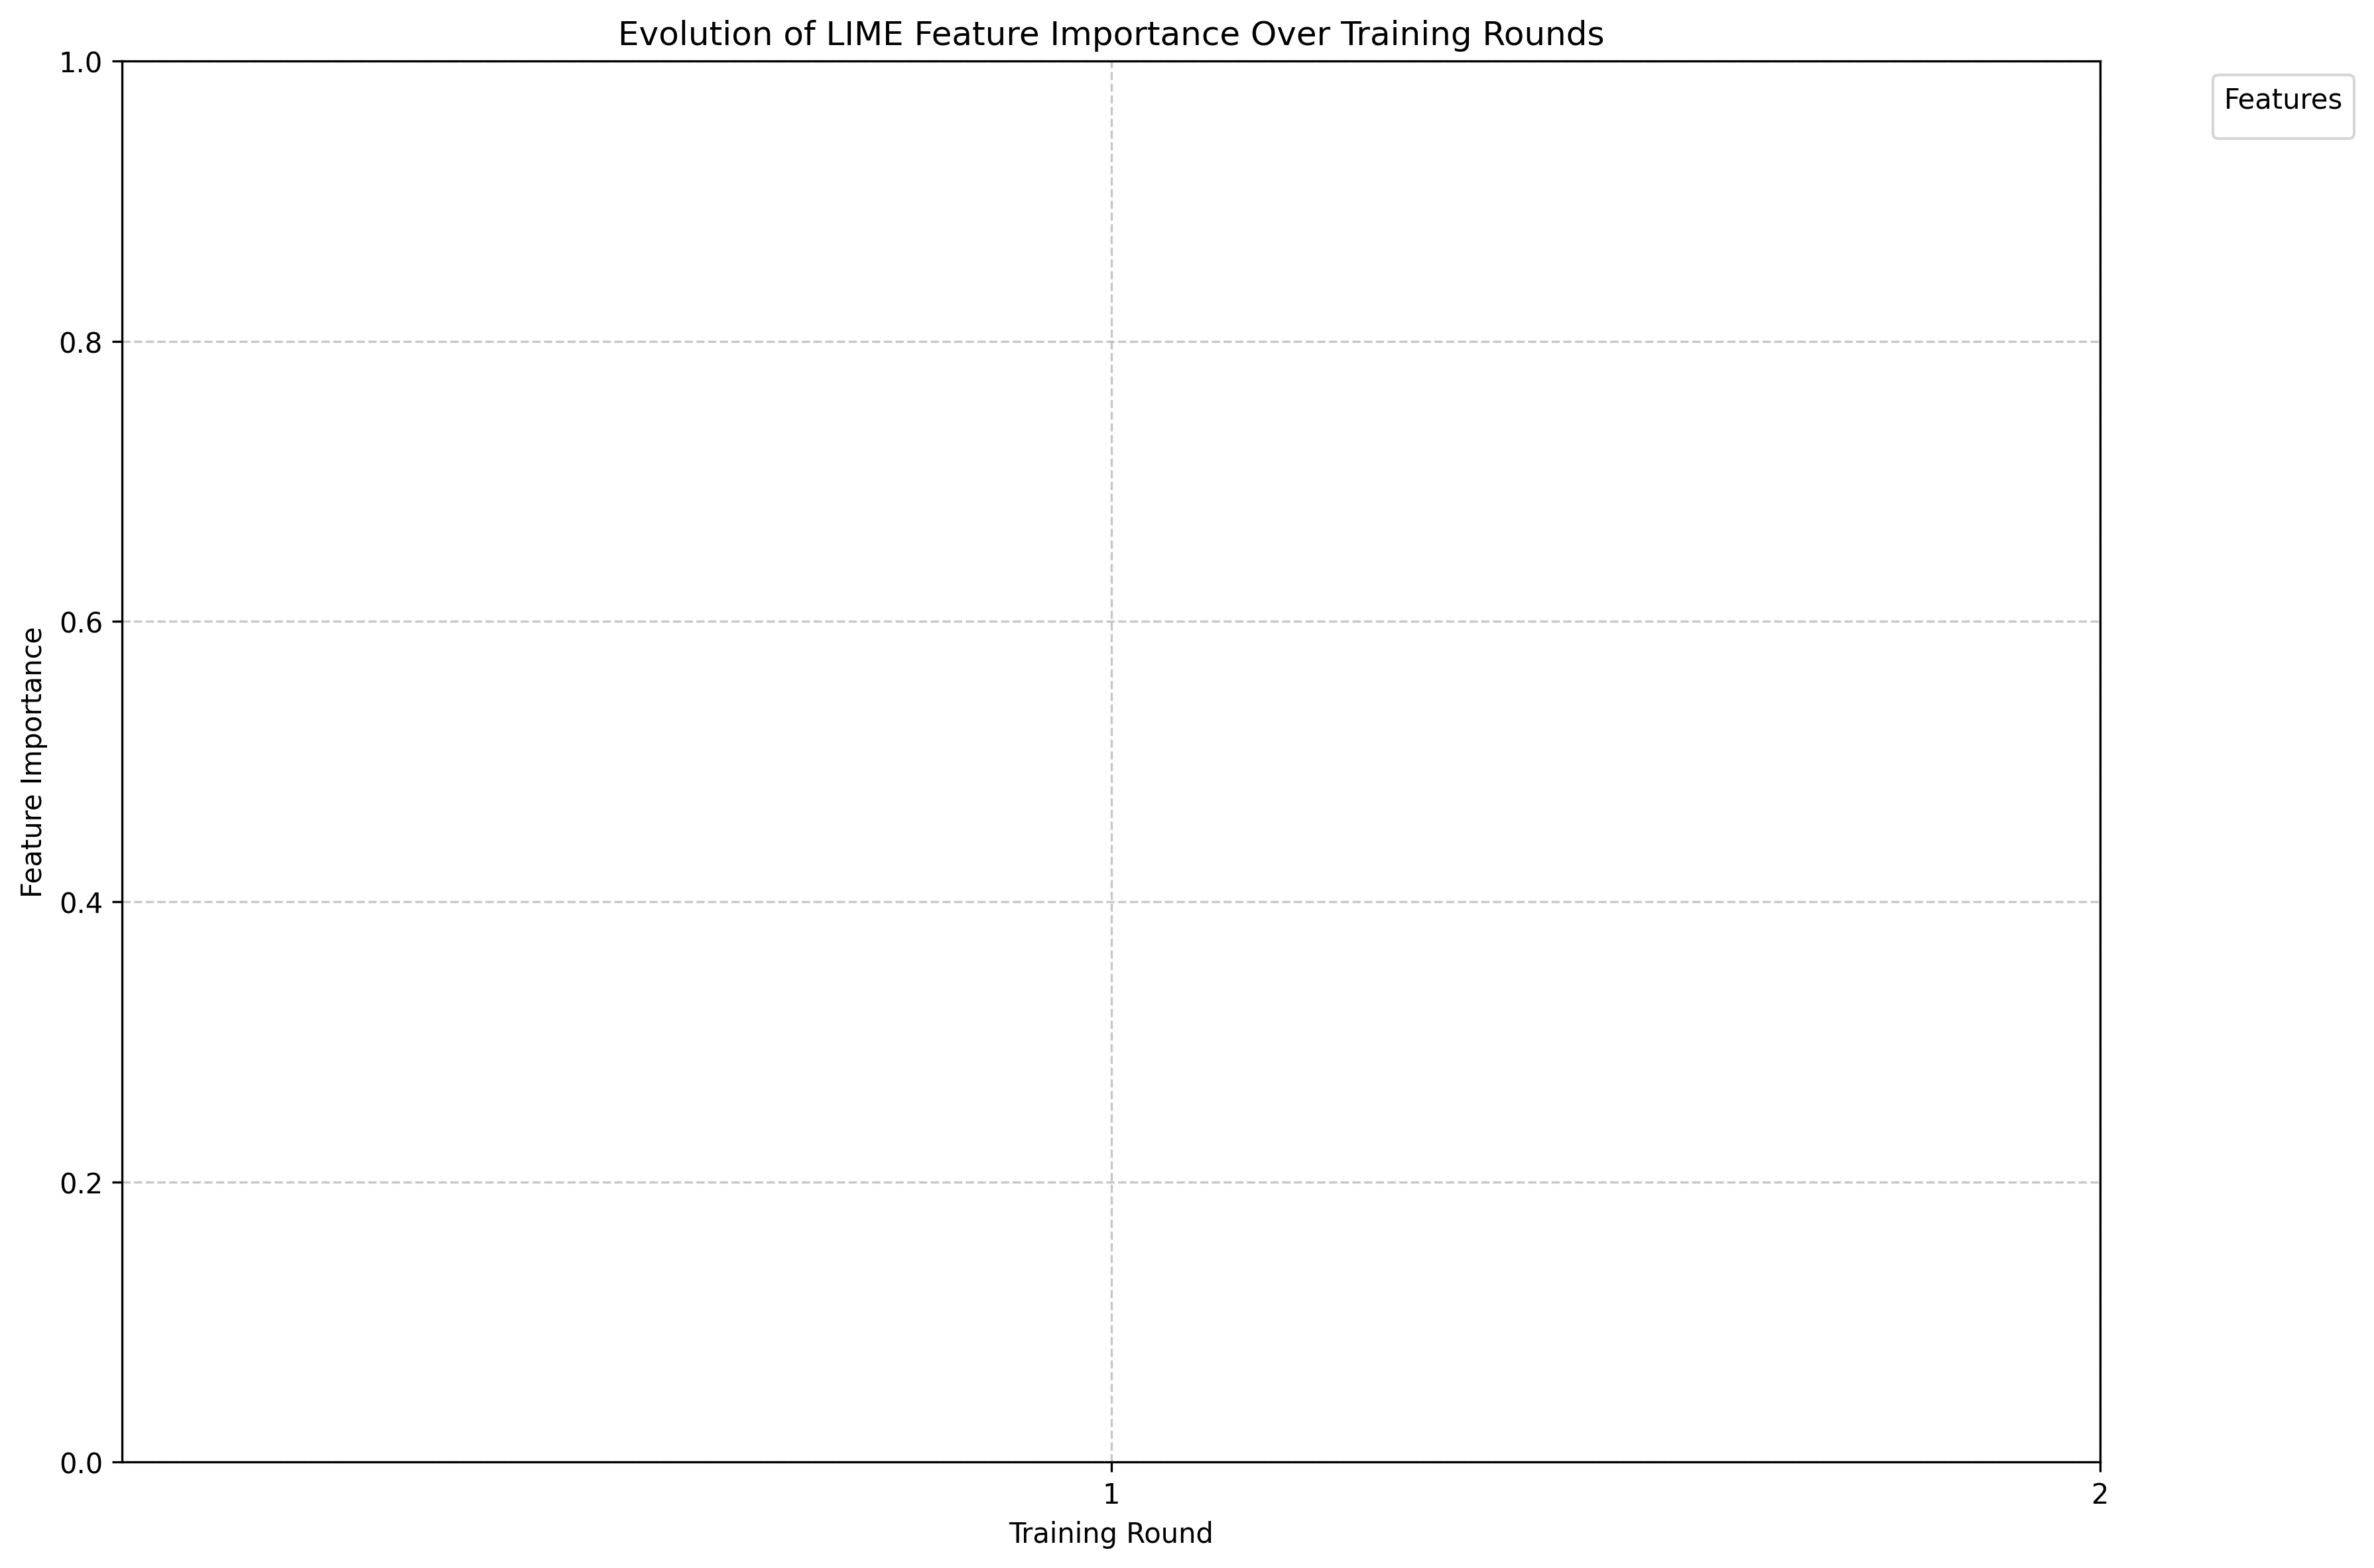 Evolution of LIME Feature Importance Over Training Rounds
Features
Feature Importance
1.0
0.8
0.6
0.4
0.2
0.0
1
2
Training Round